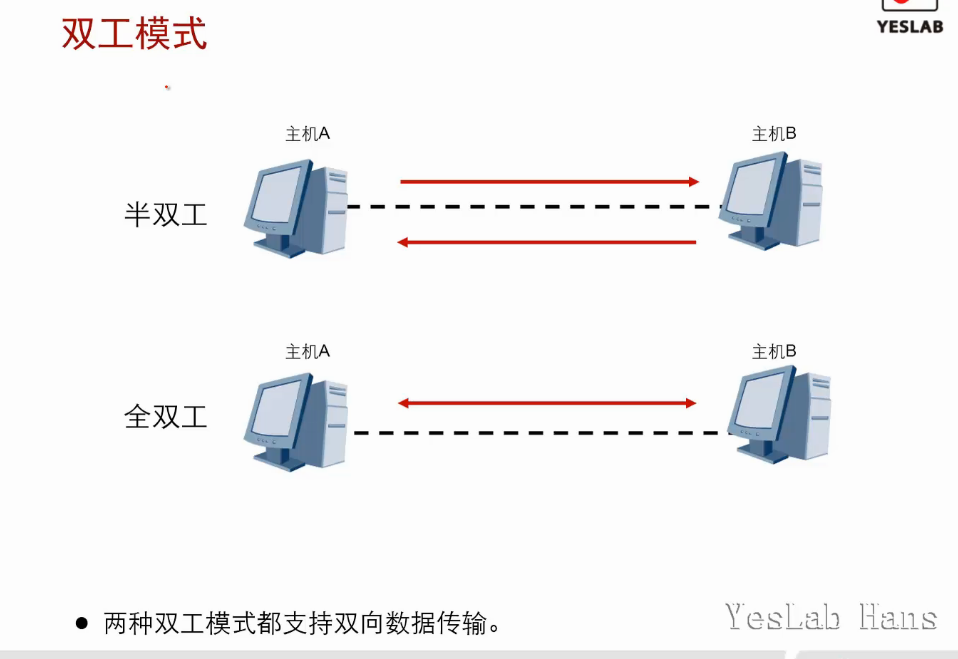 双工模式
YESLAB
主机A
主机B
半双工
主机A
主机B
全双工
● 两种双工模式都支持双向数据传输。
YesLab Hans